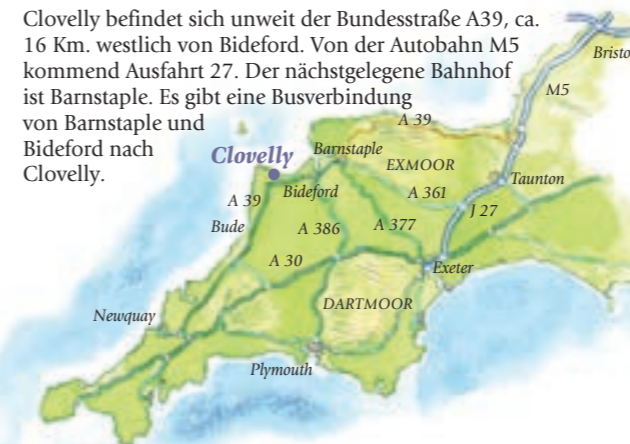 Clovelly befindet sich unweit der Bundesstraße A39, ca.
16 Km. westlich von Bideford. Von der Autobahn M5
kommend Ausfahrt 27. Der nächstgelegene Bahnhof
ist Barnstaple. Es gibt eine Busverbindung
von Barnstaple und
Bideford nach
Clovelly.
Bristo
M5
A 39
Barnstaple
Clovelly
EXMOOR
Taunton
Bideford
A 361
A 39
J 27
Bude
A 386
A 377
A 30
Exeter
DARTMOOR
Newquay
Plymouth